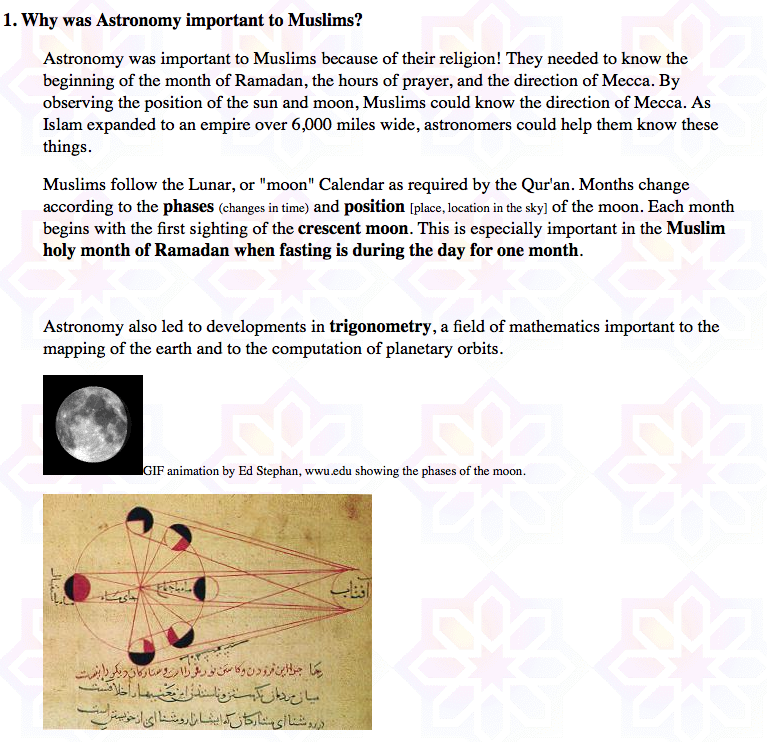 1. Why was Astronomy important to Muslims?
Astronomy was important to Muslims because of their religion! They needed to know the
beginning of the month of Ramadan, the hours of prayer, and the direction of Mecca. By
observing the position of the sun and moon, Muslims could know the direction of Mecca. As
Islam expanded to an empire over 6,000 miles wide, astronomers could help them know these
things.
Muslims follow the Lunar, or "moon" Calendar as required by the Qur'an. Months change
according to the phases (changes in time) and position [place, location in the sky] of the moon. Each month
begins with the first sighting of the crescent moon. This is especially important in the Muslim
holy month of Ramadan when fasting is during the day for one month.
Astronomy also led to developments in trigonometry, a field of mathematics important to the
mapping of the earth and to the computation of planetary orbits.
GIF animation by Ed Stephan, wwu.edu showing the phases of the moon.
آفتاب